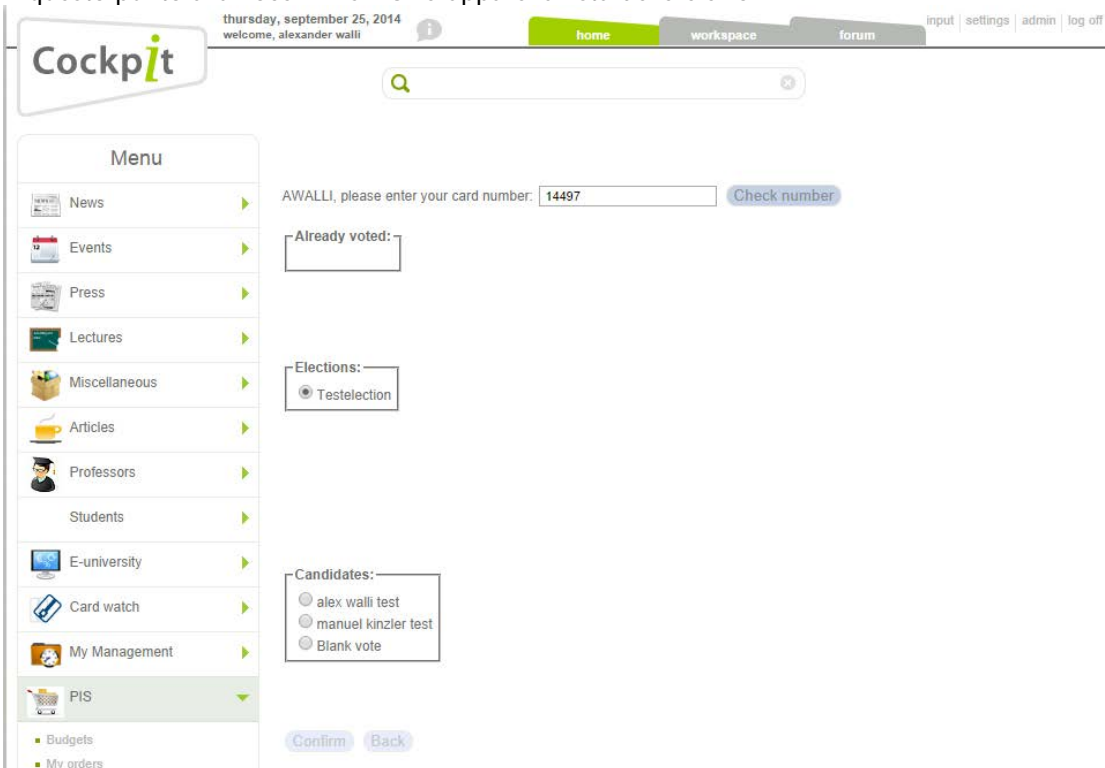 thursday, september 25, 2014
welcome, alexander walli
home
workspace
forum
input | settings | admin | log off
Cockpit
Menu
News
Events
Press
Lectures
Miscellaneous
Articles
Professors
Students
E-university
Card watch
My Management
PIS
Budgets
My orders
AWALLI, please enter your card number: 14497 Check number
Already voted:
Elections:
Testelection
Candidates:
alex walli test
manuel kinzler test
Blank vote
Confirm Back